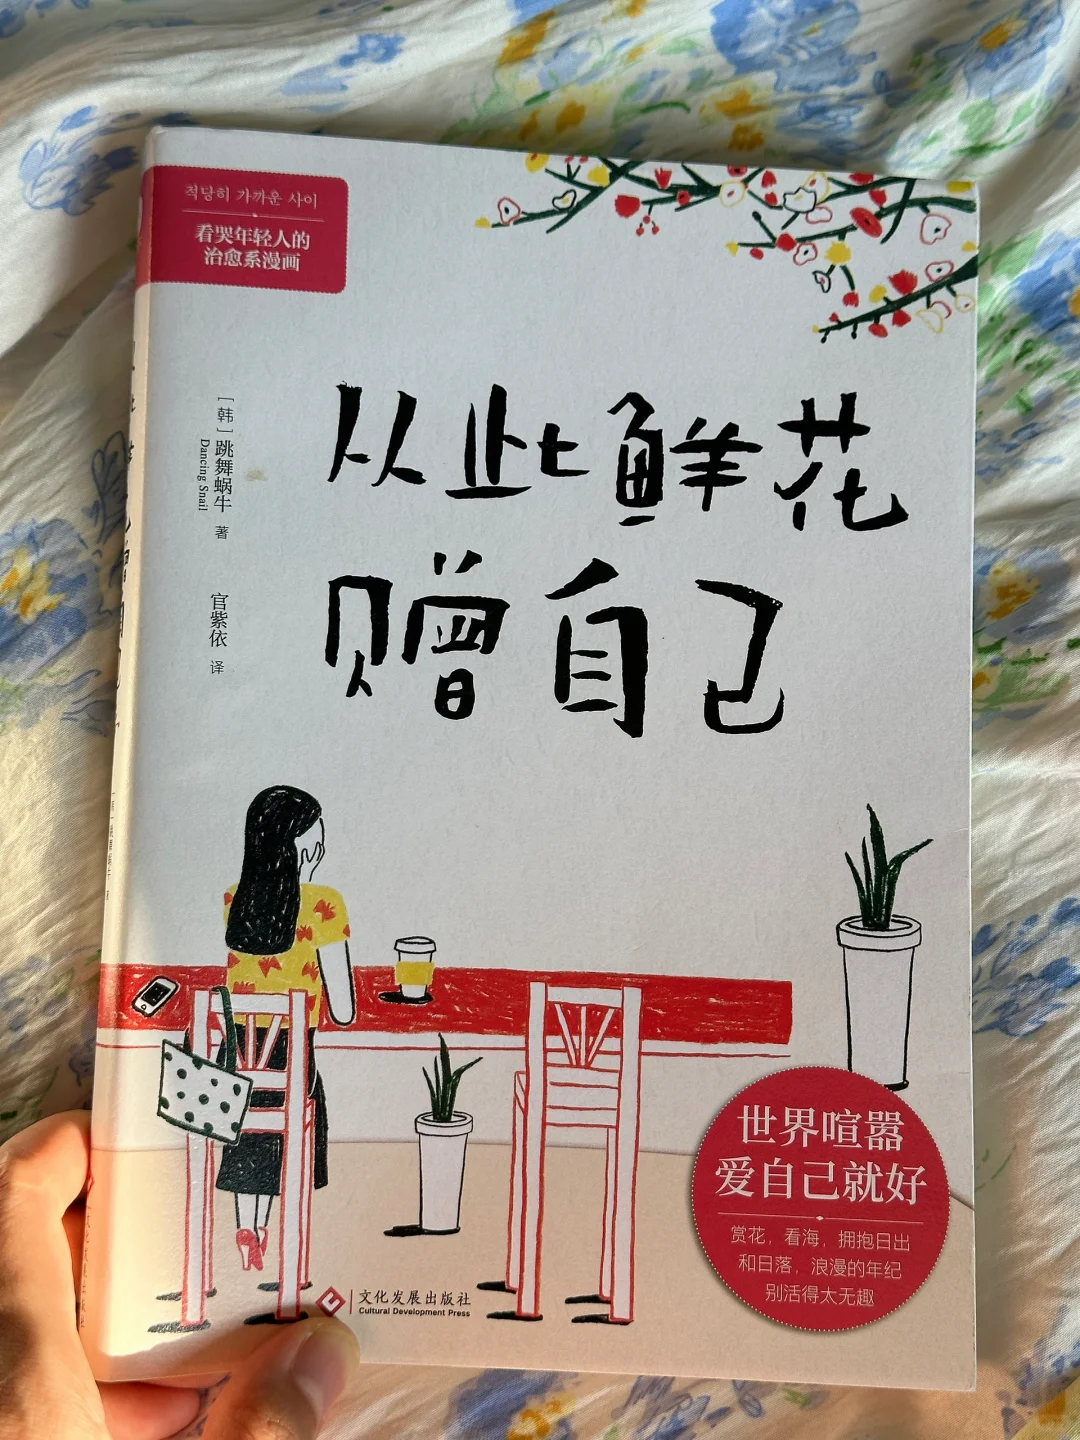 적당히 가까운 사이
看哭年轻人的
治愈系漫画
从此鲜花
赠自己
［韩］跳舞蜗牛 著
Dancing Snail
官紫依 译
世界喧嚣
爱自己就好
赏花，看海，拥抱日出
和日落，浪漫的年纪
别活得太无趣
文化发展出版社
Cultural Development Press